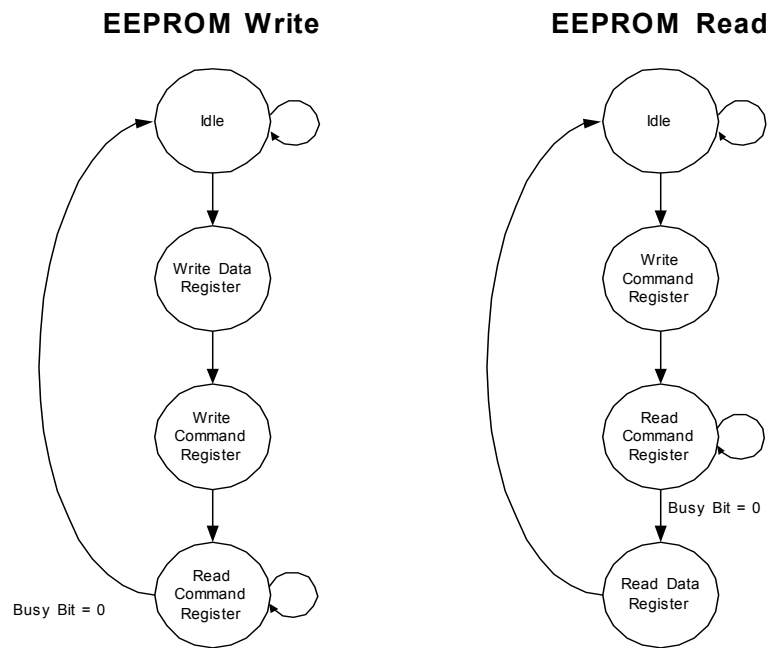 EEPROM Write
Idle
Write Data
Register
Write
Command
Register
Read
Command
Register
Busy Bit = 0
EEPROM Read
Idle
Write
Command
Register
Read
Command
Register
Busy Bit = 0
Read Data
Register